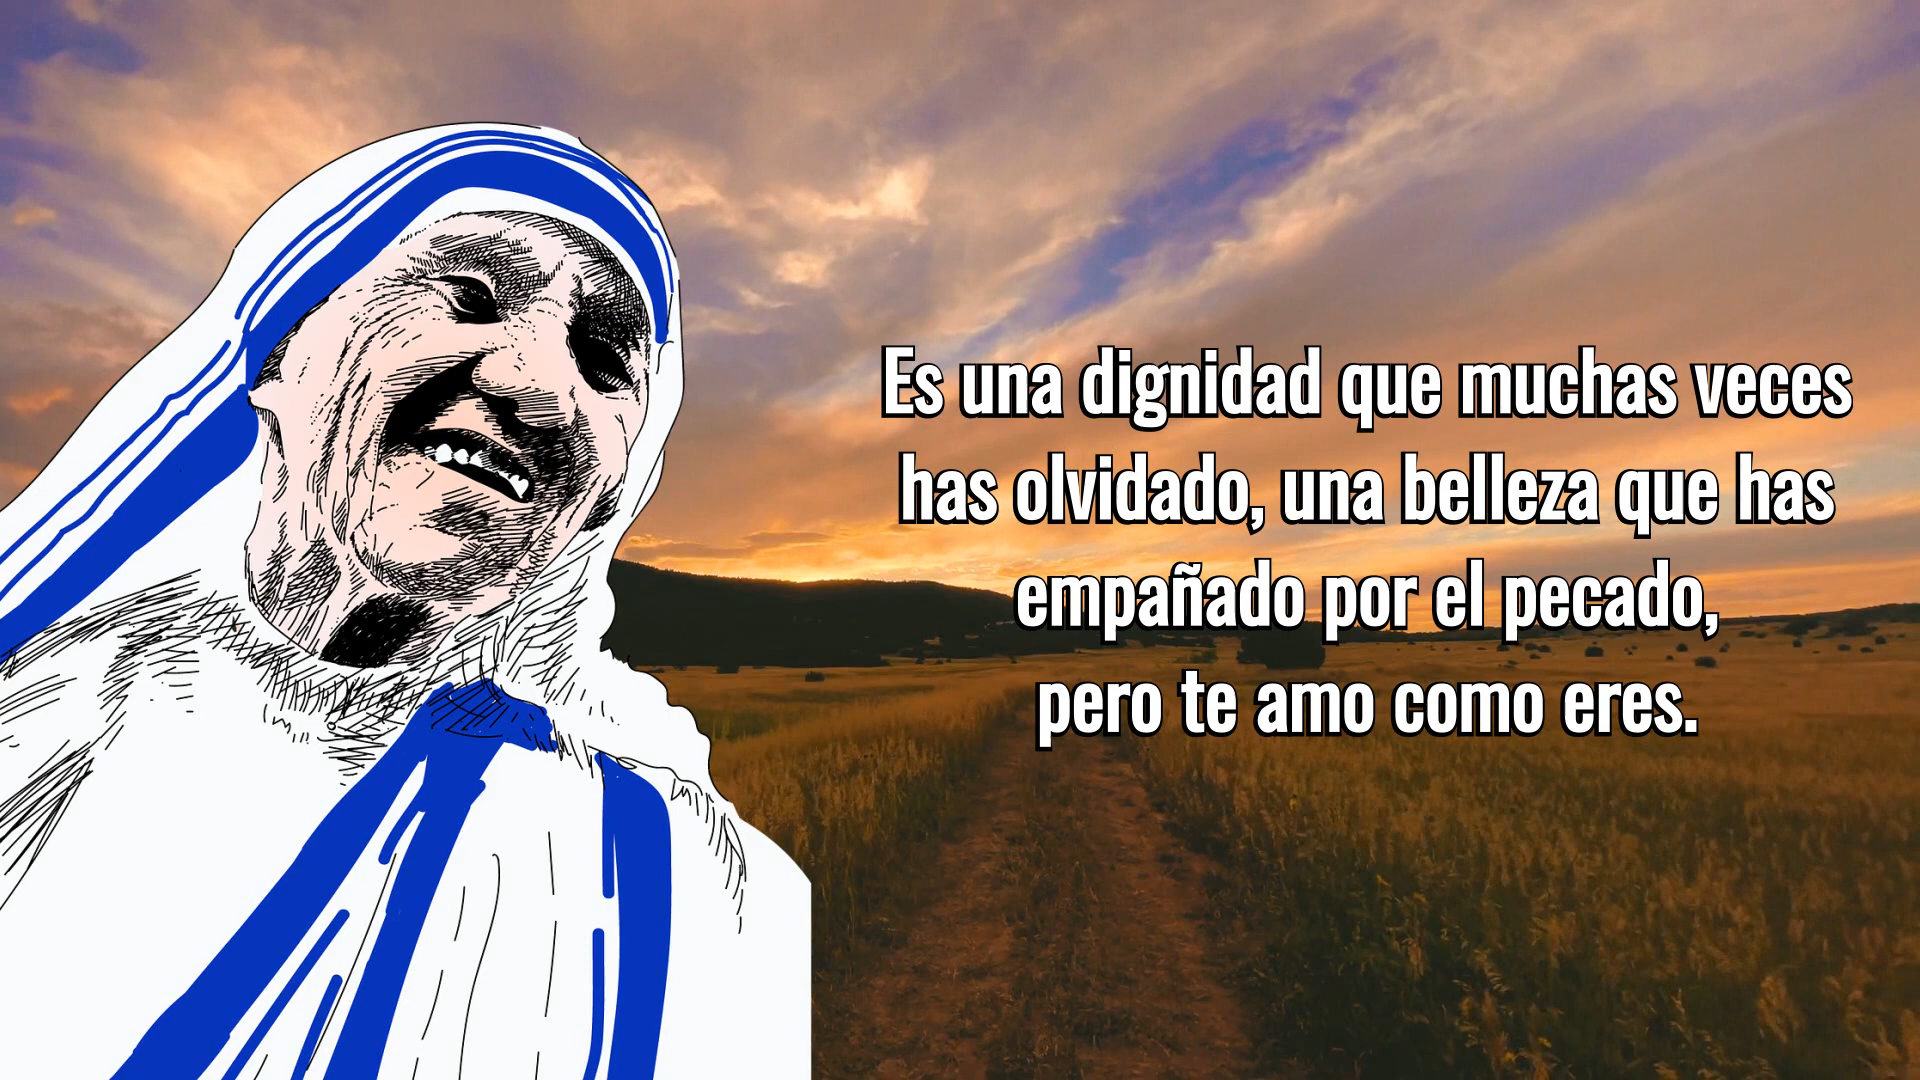 Es una dignidad que muchas veces
has olvidado, una belleza que has
empañado por el pecado,
pero te amo como eres.